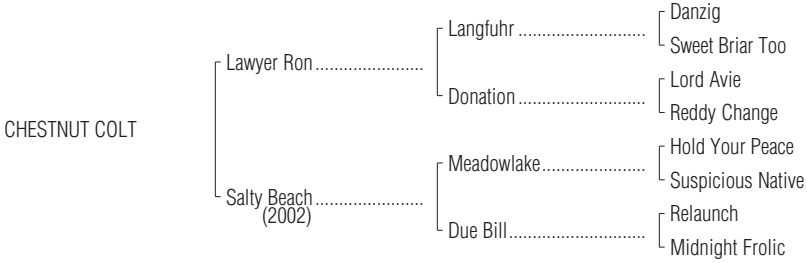 Danzig
Langfuhr ..........................
Sweet Briar Too
Lawyer Ron ......................
Lord Avie
Donation ..........................
Reddy Change
CHESTNUT COLT
Hold Your Peace
Meadowlake.....................
Suspicious Native
Salty Beach......................
(2002)
Relaunch
Due Bill............................
Midnight Frolic